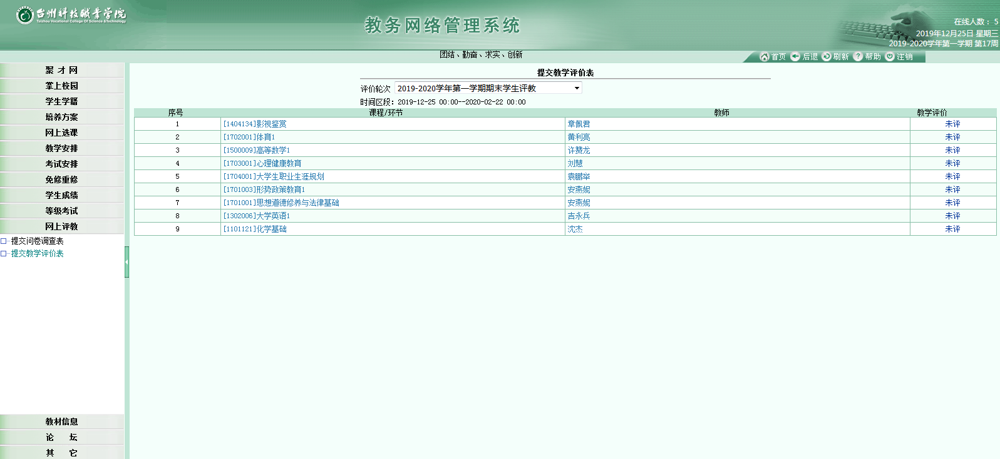 台州科技职业学院
Taizhou Vocational College Of Science &Technology
教务网络管理系统
在线人数： 5
2019年12月25日 星期三
2019-2020学年第一学期 第17周
团结、勤奋、求实、创新
首页 后退 刷新 帮助 注销
聚 才 网
掌上校园
学生学籍
培养方案
网上选课
教学安排
考试安排
免修重修
学生成绩
等级考试
网上评教
提交问卷调查表
提交教学评价表
教材信息
论 坛
其 它
提交教学评价表
评价轮次 2019-2020学年第一学期期末学生评教
时间区段：2019-12-25 00:00--2020-02-22 00:00
序号 课程/环节 教师 教学评价
1 [1404134]影视鉴赏 章佩君 未评
2 [1702001]体育1 黄利亮 未评
3 [1500009]高等数学1 许赞龙 未评
4 [1703001]心理健康教育 刘慧 未评
5 [1704001]大学生职业生涯规划 袁鹏举 未评
6 [1701003]形势政策教育1 安燕妮 未评
7 [1701001]思想道德修养与法律基础 安燕妮 未评
8 [1302006]大学英语1 吉永兵 未评
9 [1101121]化学基础 沈杰 未评